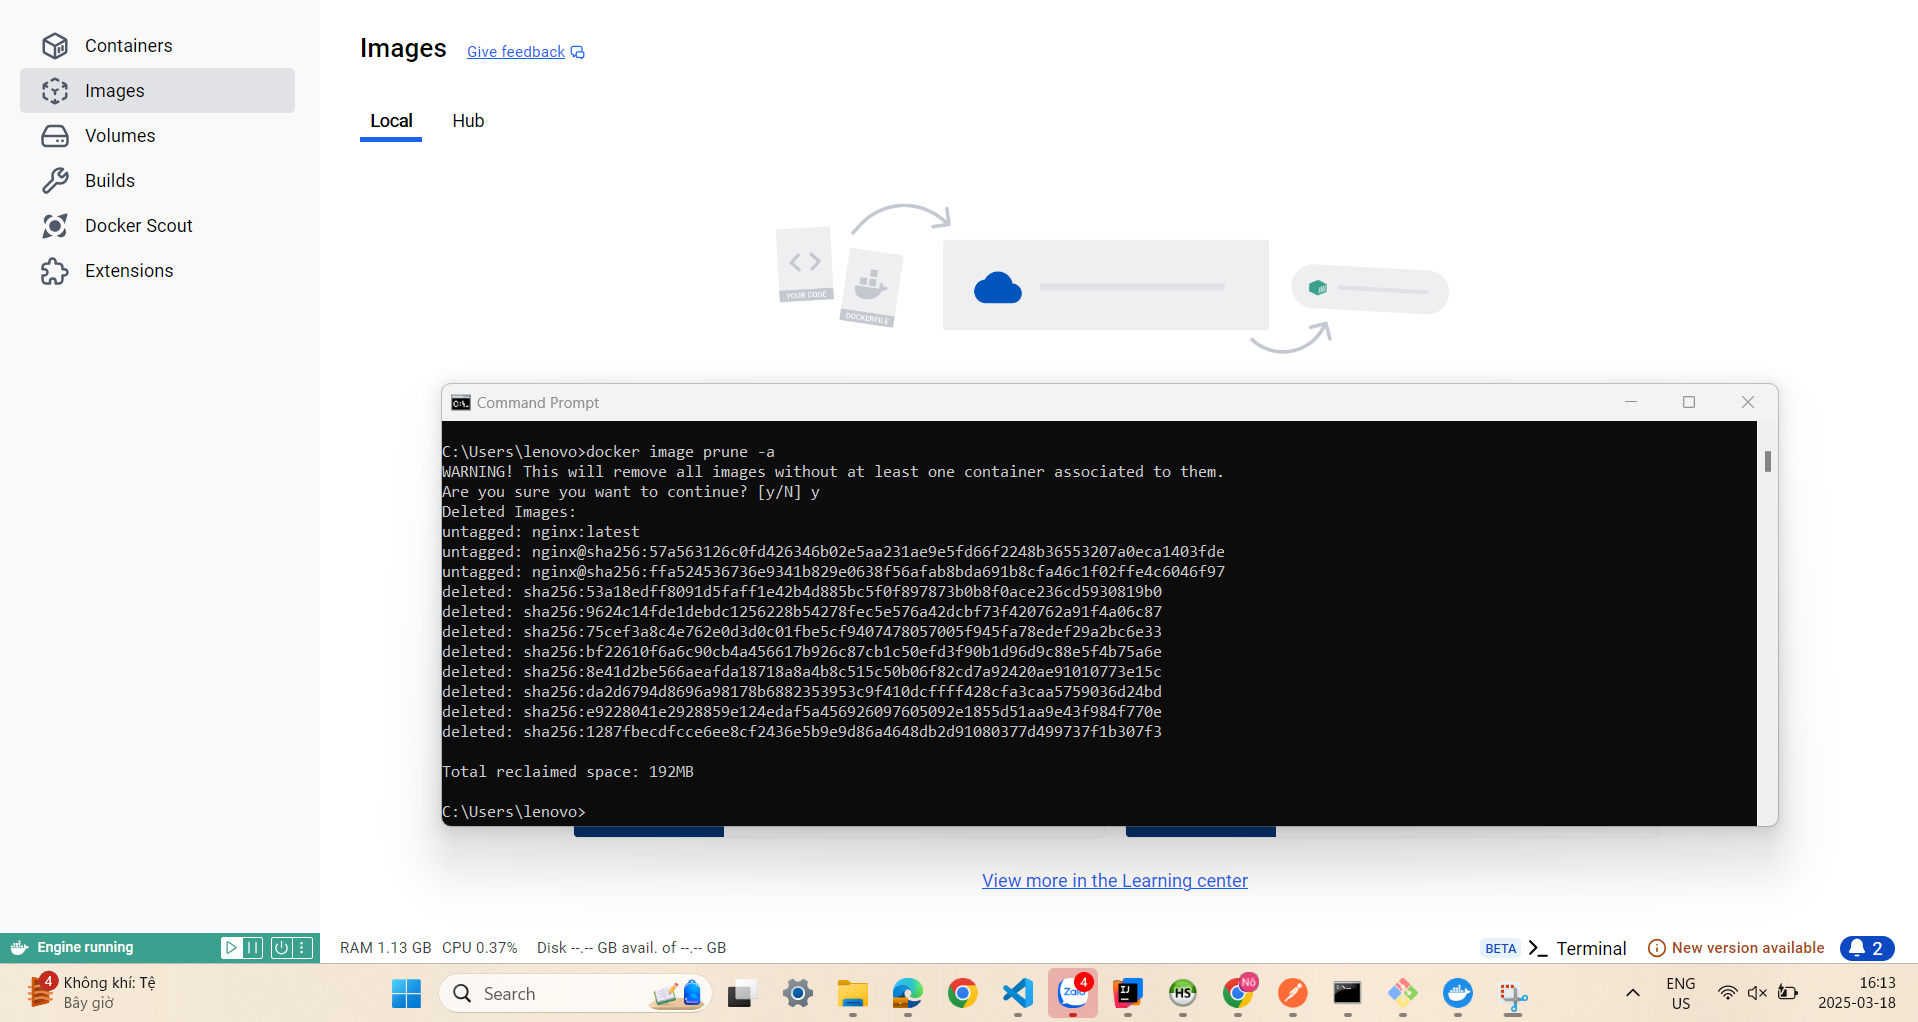 Containers
Images
Volumes
Builds
Docker Scout
Extensions
Images Give feedback
Local Hub
YOUR CODE
DOCKERFILE
Command Prompt
C:\Users\lenovo>docker image prune -a
WARNING! This will remove all images without at least one container associated to them.
Are you sure you want to continue? [y/N] y
Deleted Images:
untagged: nginx:latest
untagged: nginx@sha256:57a563126c0fd426346b02e5aa231ae9e5fd66f2248b36553207a0eca1403fde
untagged: nginx@sha256:ffa524536736e9341b829e0638f56afab8bda691b8cfa46c1f02ffe4c6046f97
deleted: sha256:53a18edff8091d5faff1e42b4d885bc5f0f897873b0b8f0ace236cd5930819b0
deleted: sha256:9624c14fde1debdc1256228b54278fec5e576a42dcbf73f420762a91f4a06c87
deleted: sha256:75cef3a8c4e762e0d3d0c01fbe5cf9407478057005f945fa78edef29a2bc6e33
deleted: sha256:bf22610f6a6c90cb4a456617b926c87cb1c50efd3f90b1d96d9c88e5f4b75a6e
deleted: sha256:8e41d2be566aeafda18718a8a4b8c515c50b06f82cd7a92420ae91010773e15c
deleted: sha256:da2d6794d8696a98178b6882353953c9f410dcffff428cfa3caa5759036d24bd
deleted: sha256:e9228041e2928859e124edaf5a456926097605092e1855d51aa9e43f984f770e
deleted: sha256:1287fbecdfcce6ee8cf2436e5b9e9d86a4648db2d91080377d499737f1b307f3
Total reclaimed space: 192MB
C:\Users\lenovo>
View more in the Learning center
Engine running RAM 1.13 GB CPU 0.37% Disk --.-- GB avail. of --.-- GB BETA Terminal New version available 2
4 Không khí: Tệ
Bây giờ
Search
Zalo 4
IJ
HS
Nô
ENG
US
16:13
2025-03-18